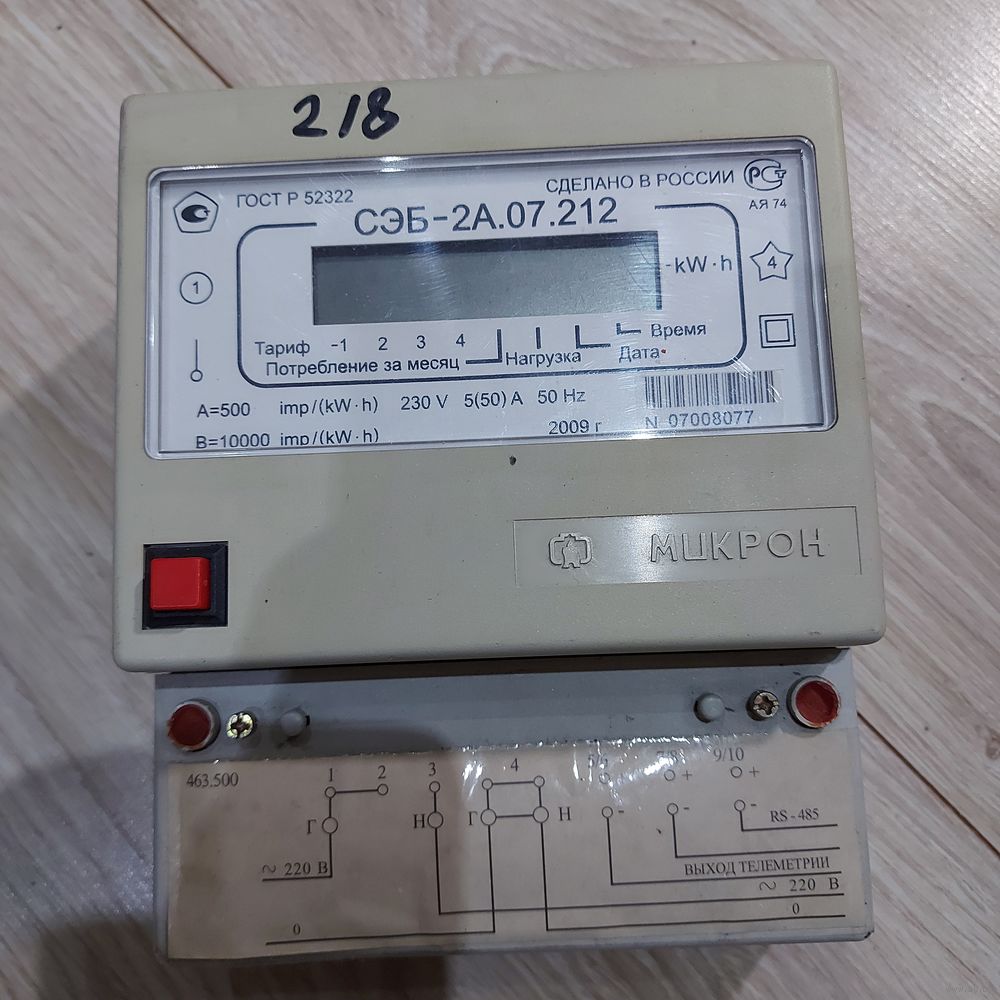 218
ГОСТ Р 52322
СДЕЛАНО В РОССИИ
РСТ
АЯ 74
СЭБ-2А.07.212
1
-kW·h
4
Тариф -1 2 3 4
Потребление за месяц
Нагрузка
Дата
Время
A=500 imp/(kW·h) 230 V 5(50) A 50 Hz
B=10000 imp/(kW·h)
2009 г
N 07008077
МИКРОН
463.500
1 2 3 4 7/8 9/10
+ +
Г Н Г Н - - -
RS-485
~ 220 В
ВЫХОД ТЕЛЕМЕТРИИ
~ 220 В
0
0